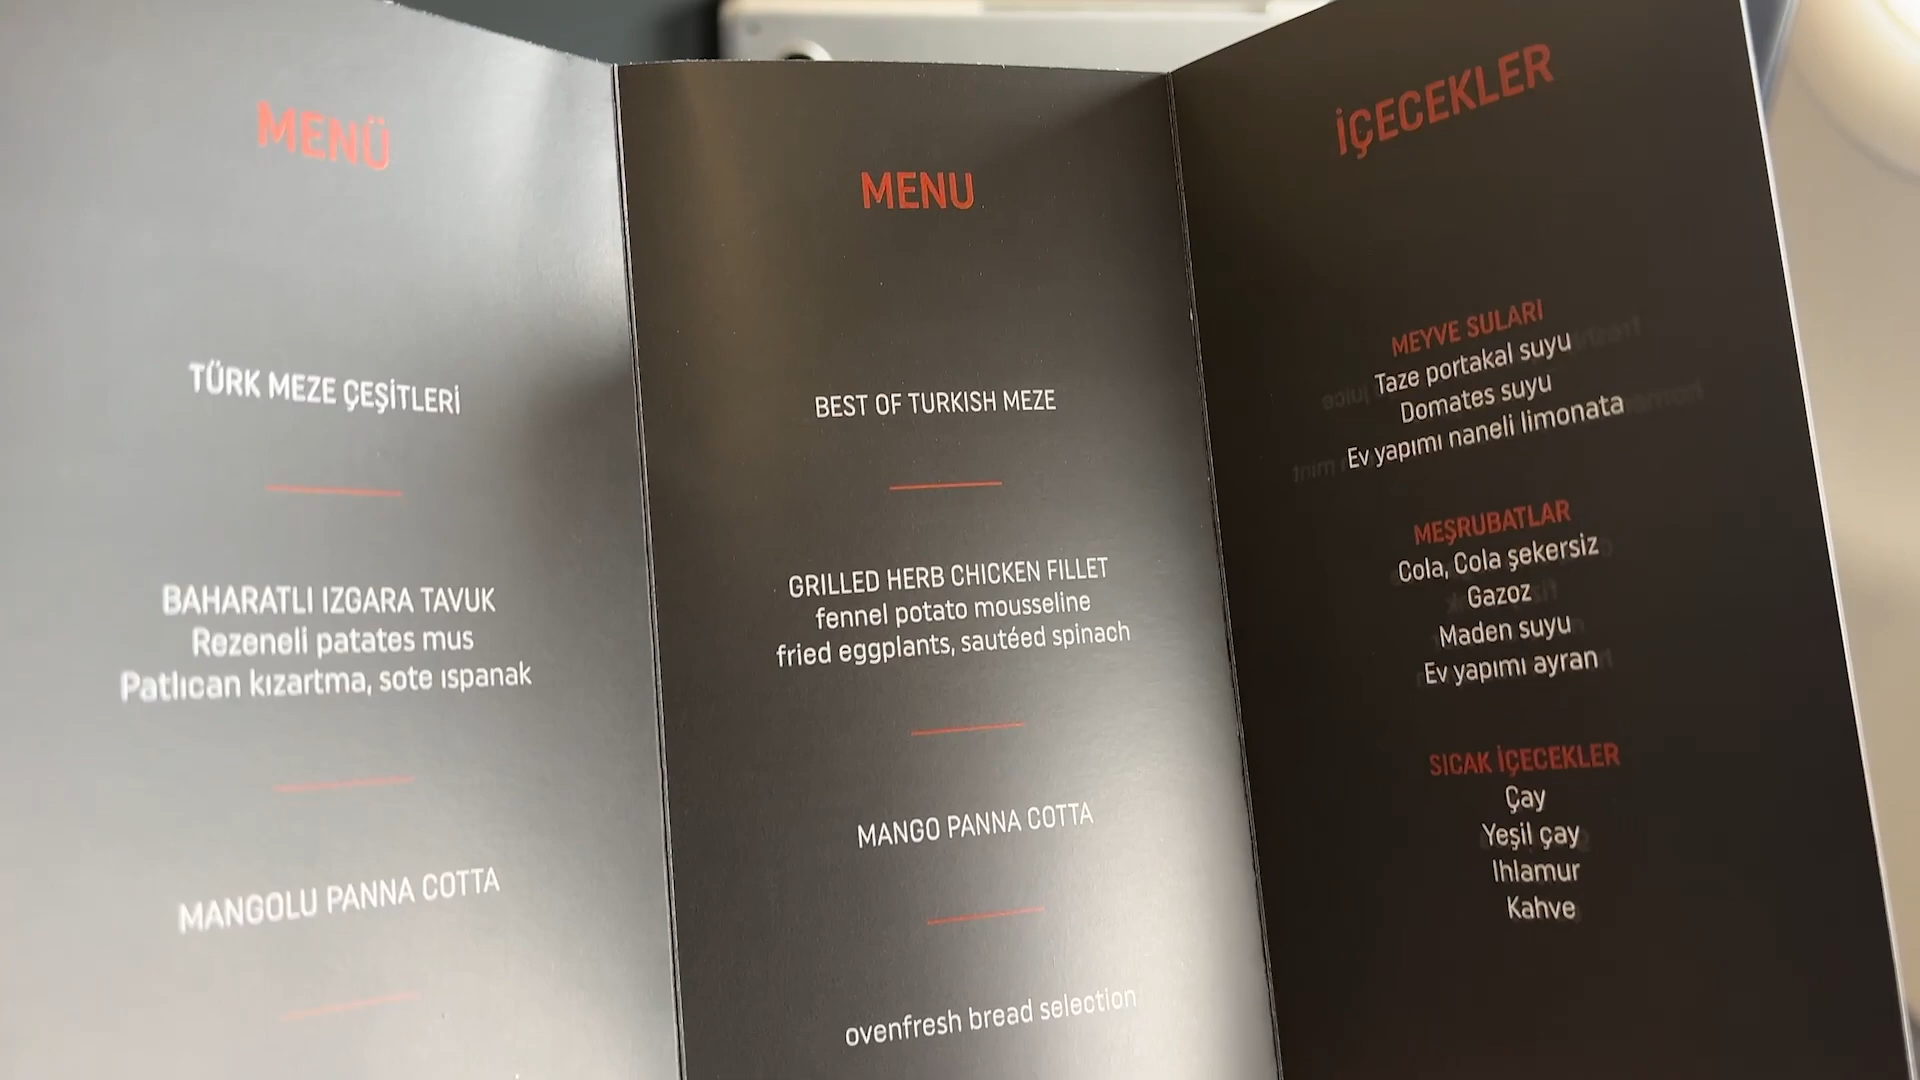 MENÜ
TÜRK MEZE ÇEŞİTLERİ
BAHARATLI IZGARA TAVUK
Rezeneli patates mus
Patlıcan kızartma, sote ıspanak
MANGOLU PANNA COTTA
MENU
BEST OF TURKISH MEZE
GRILLED HERB CHICKEN FILLET
fennel potato mousseline
fried eggplants, sautéed spinach
MANGO PANNA COTTA
ovenfresh bread selection
İÇECEKLER
MEYVE SULARI
Taze portakal suyu
Domates suyu
Ev yapımı naneli limonata
MEŞRUBATLAR
Cola, Cola şekersiz
Gazoz
Maden suyu
Ev yapımı ayran
SICAK İÇECEKLER
Çay
Yeşil çay
Ihlamur
Kahve